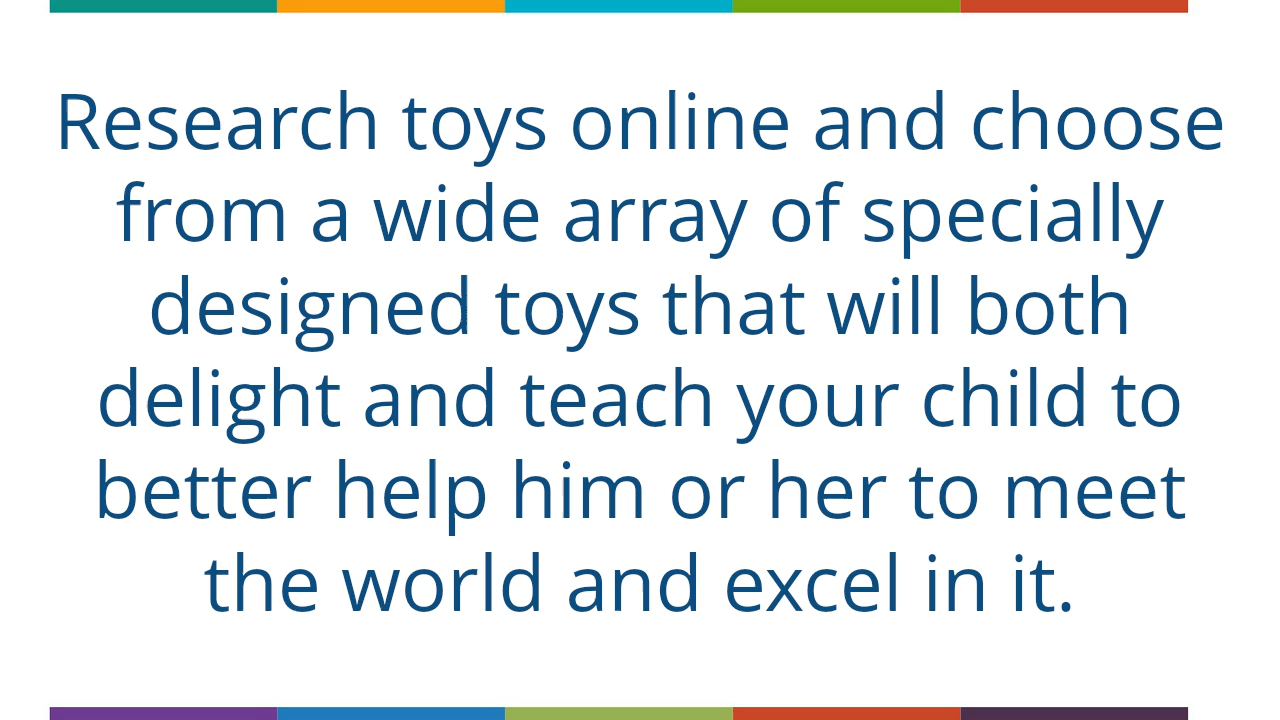 Research toys online and choose
from a wide array of specially
designed toys that will both
delight and teach your child to
better help him or her to meet
the world and excel in it.